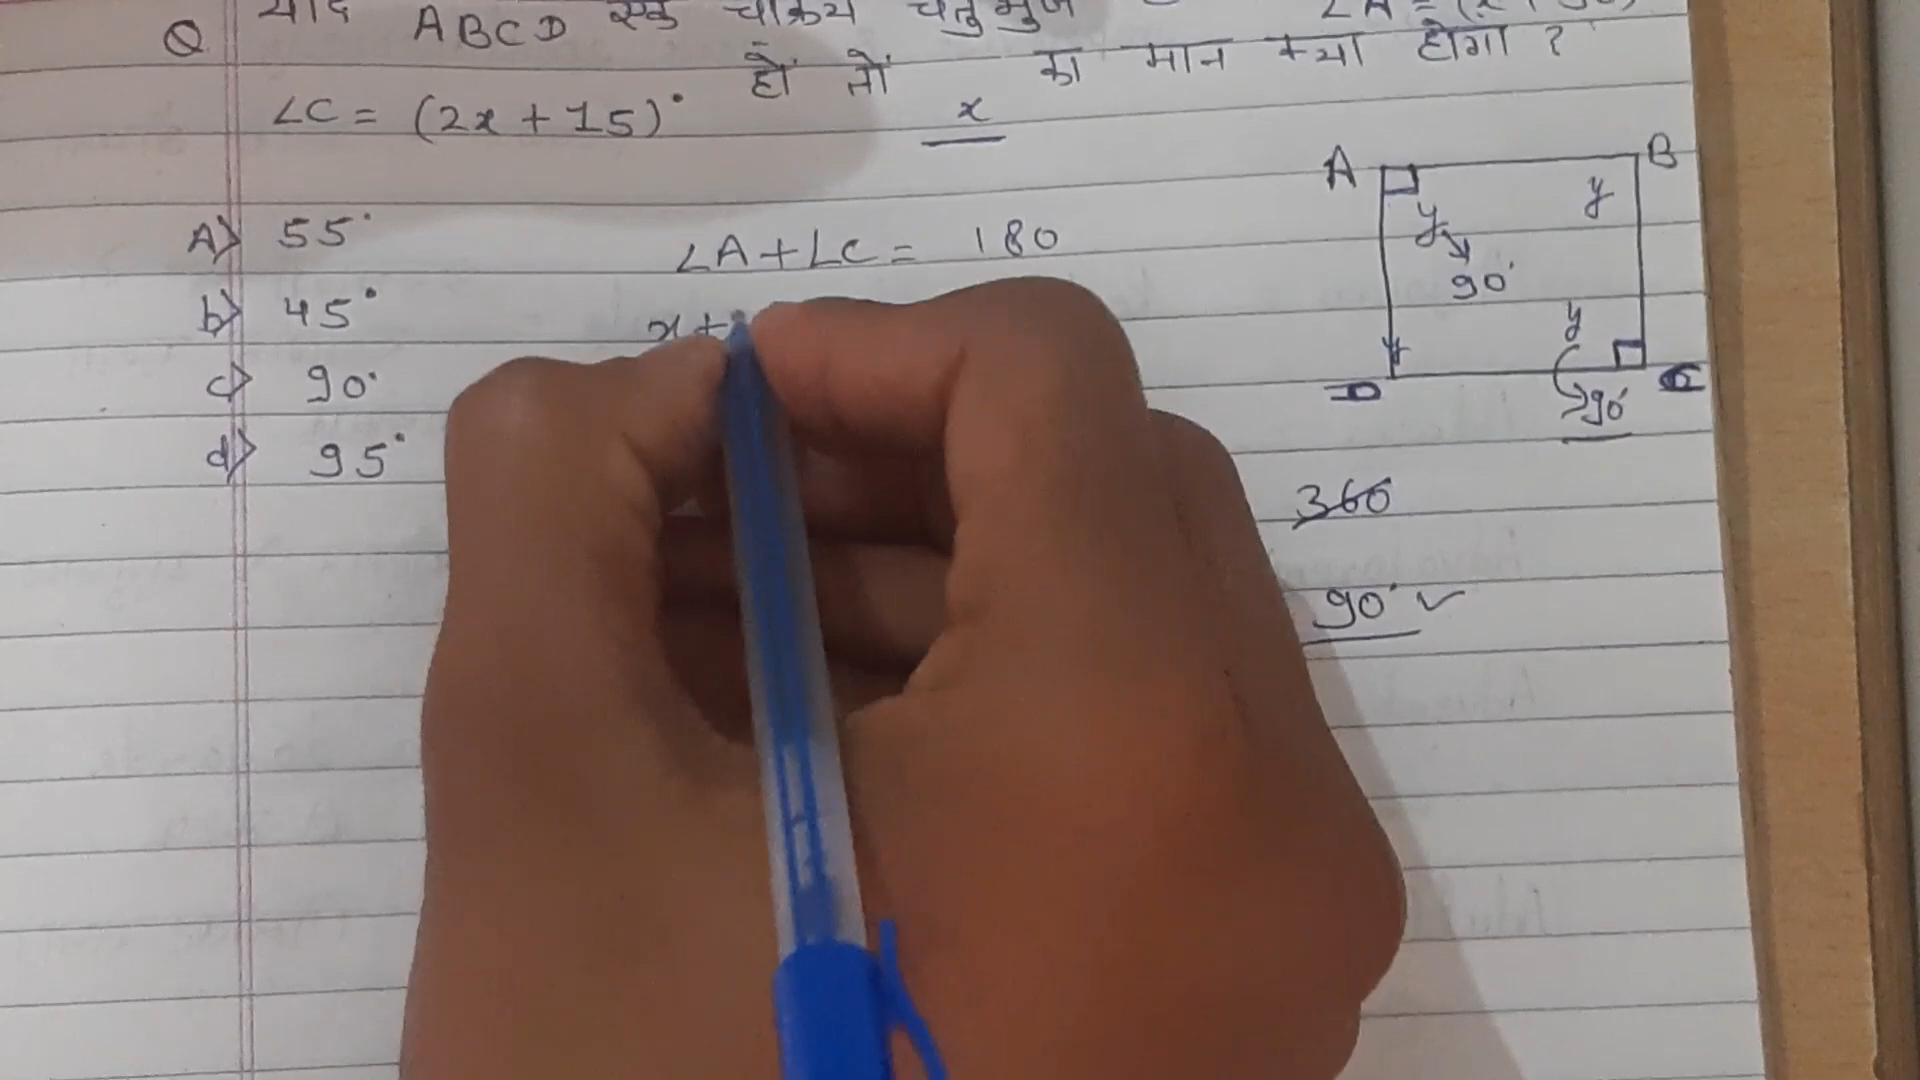 Q यदि ABCD एक चक्रिय चतुर्भुज
∠C = (2x + 15)° हैं तों x का मान क्या होगा ?
A) 55°
b) 45°
c) 90°
d) 95°
∠A + ∠C = 180
x +
A B
y y
90°
y y
D
90°
360
90° ✓